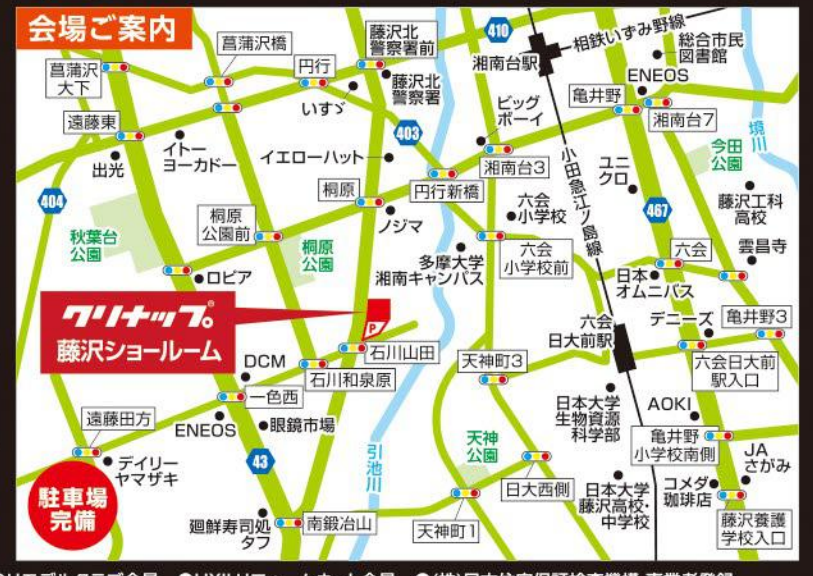 会場ご案内
菖蒲沢
大下
菖蒲沢橋
円行
藤沢北
警察署前
藤沢北
警察署
いすゞ
410
湘南台駅
相鉄いずみ野線
総合市民
図書館
ENEOS
亀井野
湘南台7
境川
今田
公園
遠藤東
出光
イトー
ヨーカドー
イエローハット
403
ビッグ
ボーイ
湘南台3
小田急江ノ島線
ユニ
クロ
藤沢工科
高校
404
秋葉台
公園
桐原
円行新橋
ノジマ
桐原
公園前
桐原
公園
六会
小学校
六会
小学校前
多摩大学
湘南キャンパス
467
六会
雲昌寺
日本
オムニバス
ロピア
クリナップ
藤沢ショールーム
P
石川山田
石川和泉原
DCM
一色西
ENEOS
眼鏡市場
六会
日大前駅
デニーズ
亀井野3
六会日大前
駅入口
天神町3
遠藤田方
デイリー
ヤマザキ
43
引地川
天神
公園
日本大学
生物資源
科学部
AOKI
亀井野
小学校南側
JA
さがみ
日大西側
日本大学
藤沢高校・
中学校
コメダ
珈琲店
藤沢養護
学校入口
駐車場
完備
廻鮮寿司処
タフ
南鍛冶山
天神町1